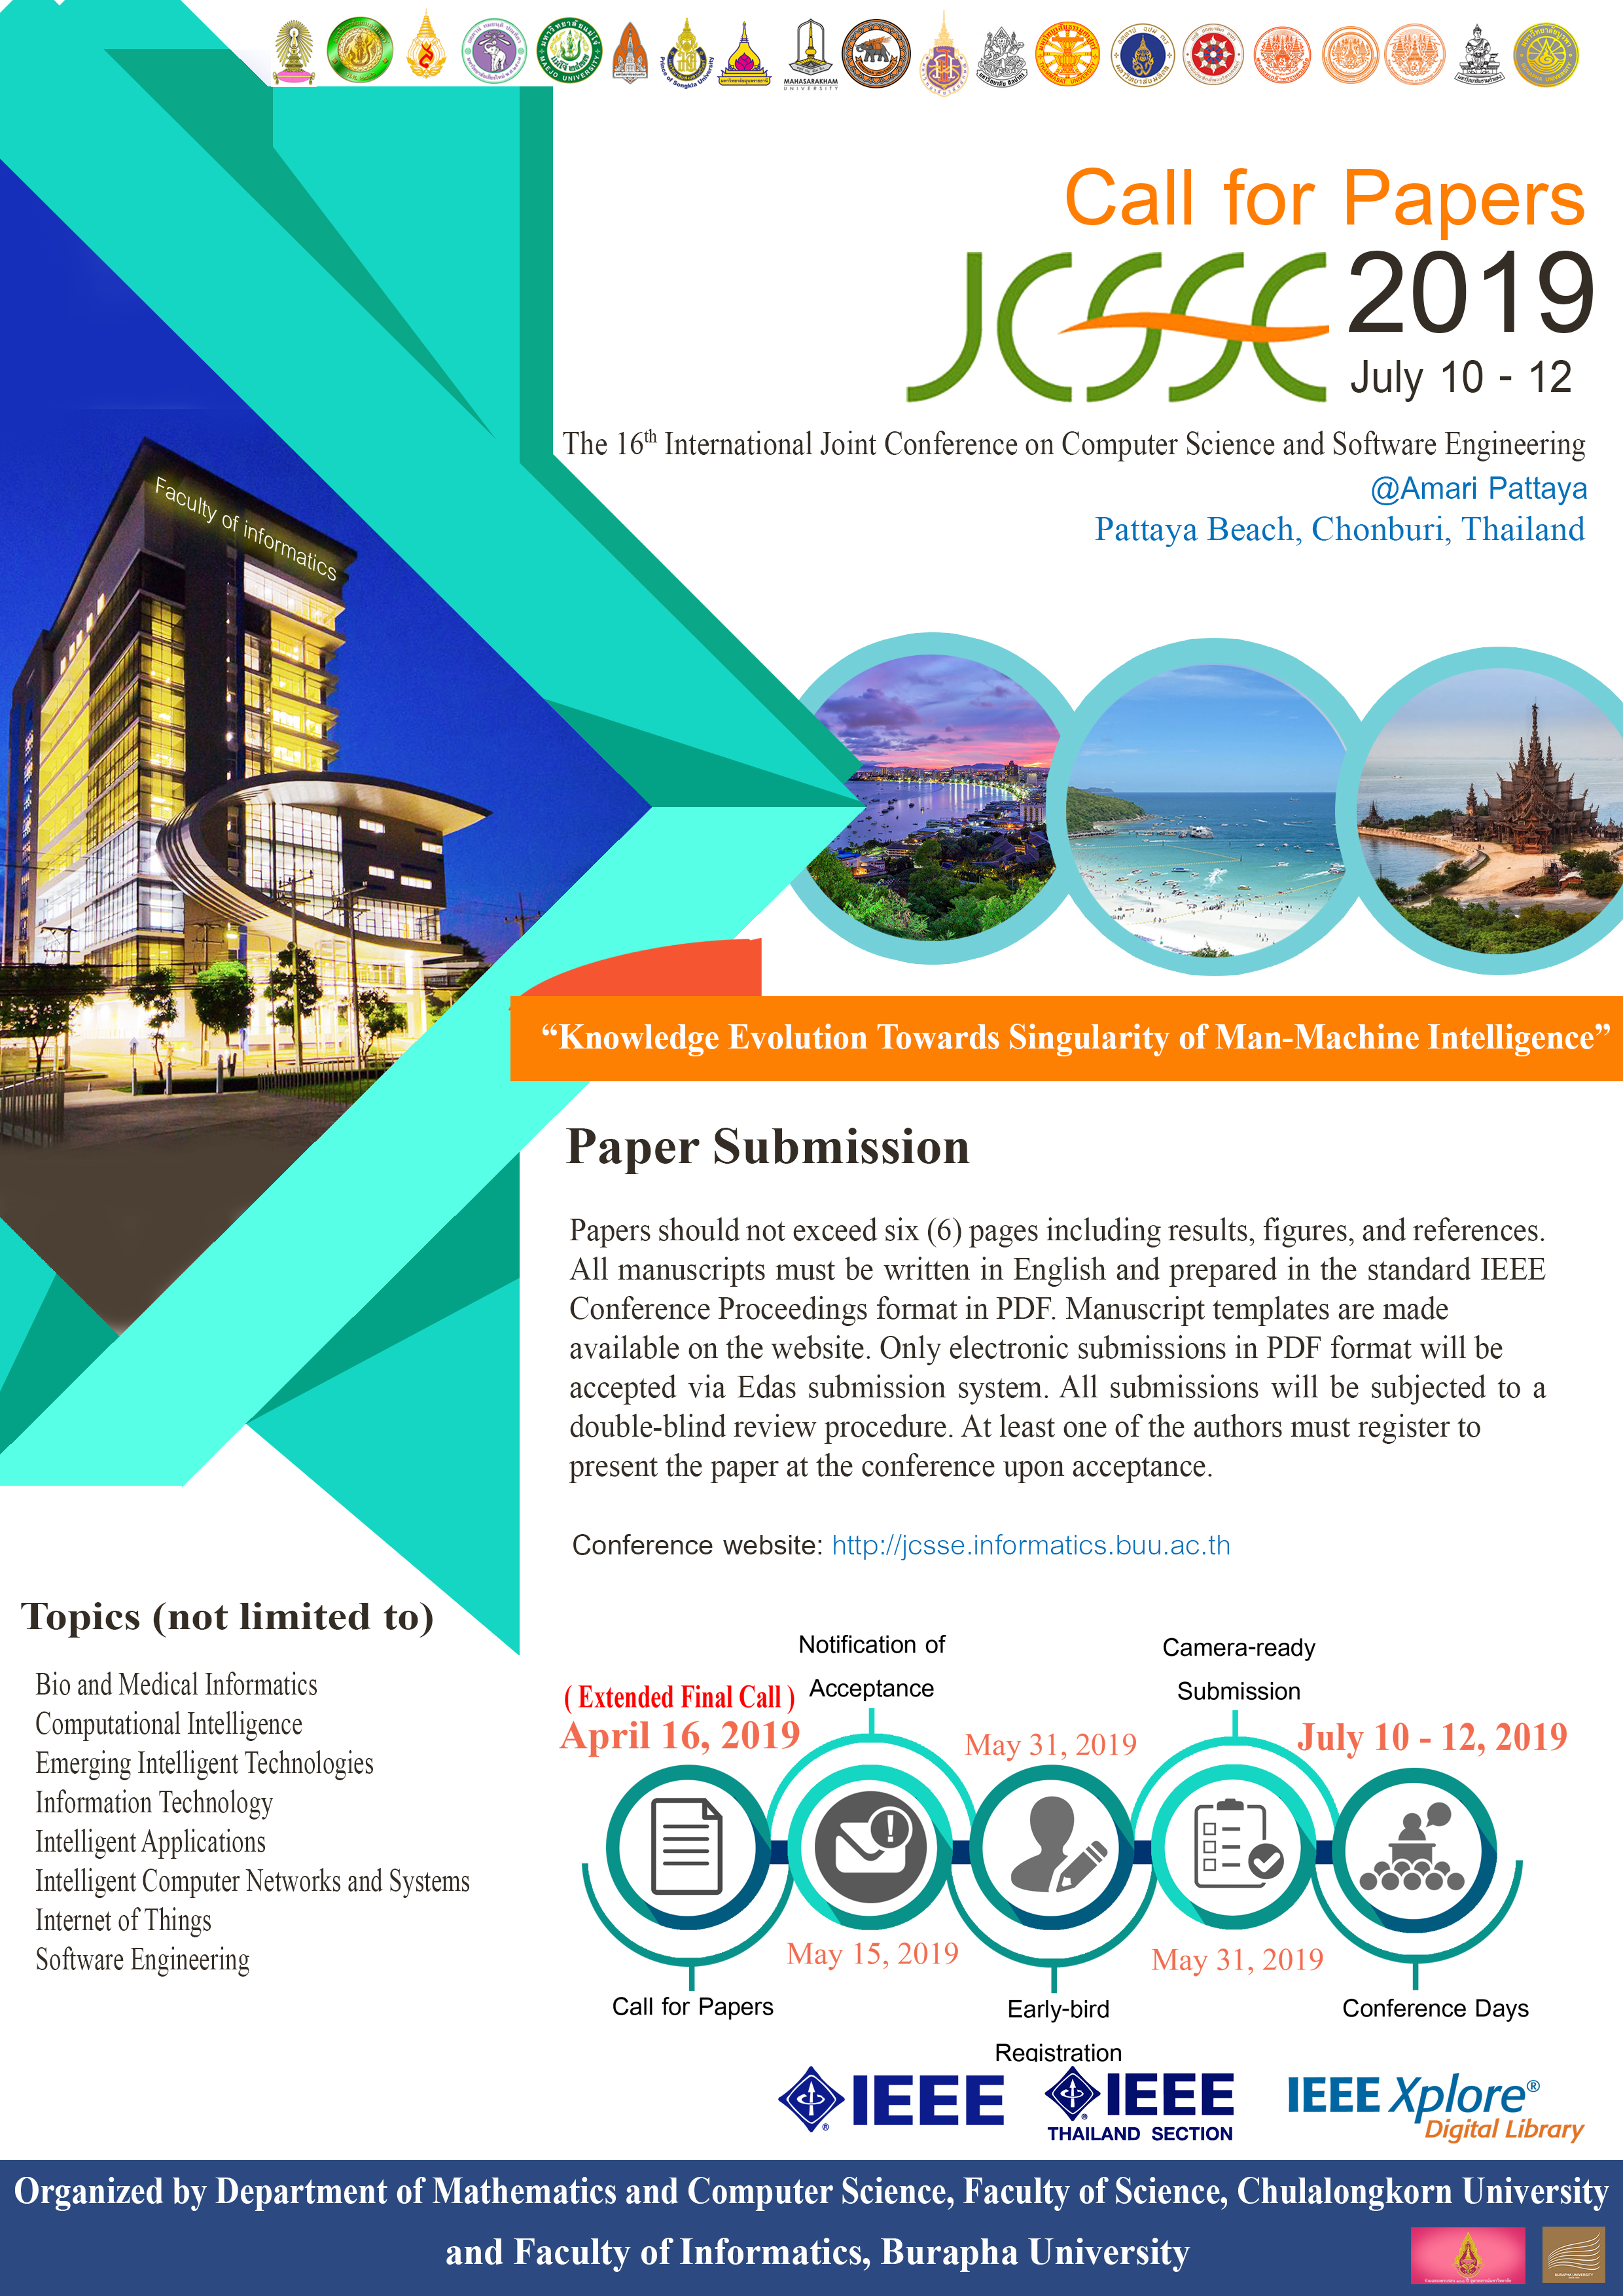 MAEJO UNIVERSITY
Prince of Songkla University
MAHASARAKHAM
UNIVERSITY
Call for Papers
JCSSE 2019
July 10 - 12
The 16th International Joint Conference on Computer Science and Software Engineering
@Amari Pattaya
Pattaya Beach, Chonburi, Thailand
Faculty of informatics
“Knowledge Evolution Towards Singularity of Man-Machine Intelligence”
Paper Submission
Papers should not exceed six (6) pages including results, figures, and references.
All manuscripts must be written in English and prepared in the standard IEEE
Conference Proceedings format in PDF. Manuscript templates are made
available on the website. Only electronic submissions in PDF format will be
accepted via Edas submission system. All submissions will be subjected to a
double-blind review procedure. At least one of the authors must register to
present the paper at the conference upon acceptance.
Conference website: http://jcsse.informatics.buu.ac.th
Topics (not limited to)
Bio and Medical Informatics
Computational Intelligence
Emerging Intelligent Technologies
Information Technology
Intelligent Applications
Intelligent Computer Networks and Systems
Internet of Things
Software Engineering
( Extended Final Call )
April 16, 2019
Call for Papers
Notification of
Acceptance
May 15, 2019
May 31, 2019
Early-bird
Registration
Camera-ready
Submission
May 31, 2019
July 10 - 12, 2019
Conference Days
IEEE
IEEE
THAILAND SECTION
IEEE Xplore®
Digital Library
Organized by Department of Mathematics and Computer Science, Faculty of Science, Chulalongkorn University
and Faculty of Informatics, Burapha University
BURAPHA UNIVERSITY